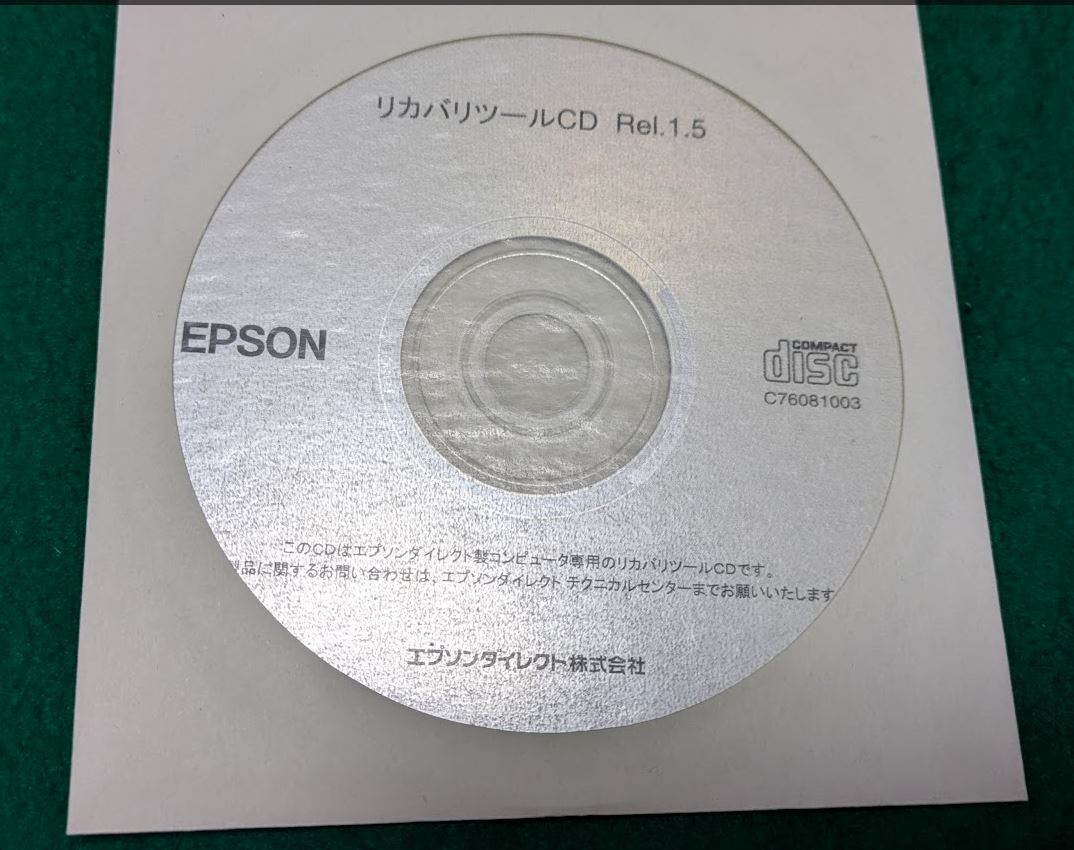 リカバリツールCD Rel.1.5
EPSON
COMPACT
disc
C76081003
このCDはエプソンダイレクト製コンピュータ専用のリカバリツールCDです。
製品に関するお問い合わせは、エプソンダイレクト テクニカルセンターまでお願いいたします
エプソンダイレクト株式会社